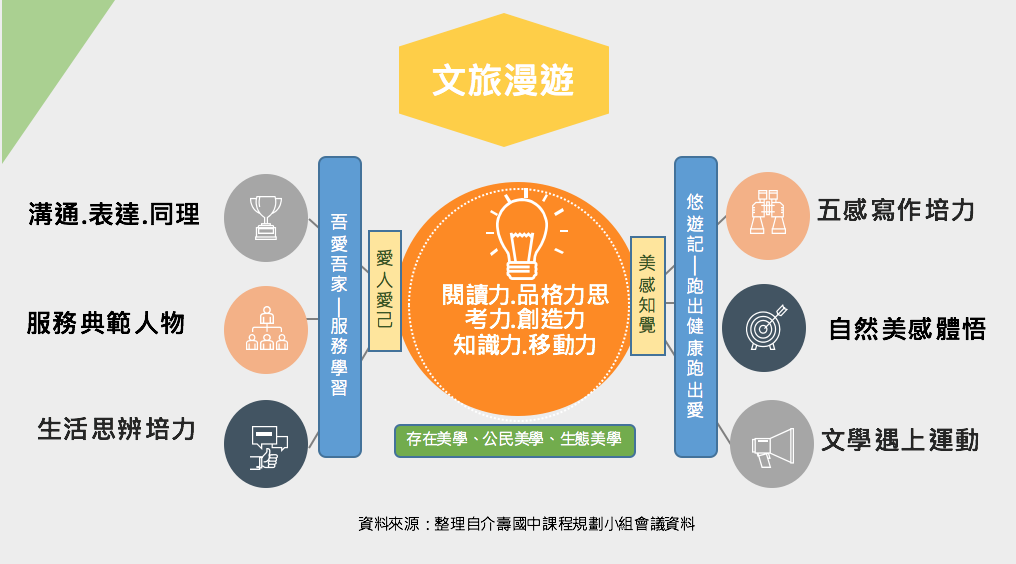 文旅漫遊
溝通.表達.同理
服務典範人物
生活思辨培力
吾愛吾家—服務學習
愛人愛己
閱讀力.品格力思
考力.創造力
知識力.移動力
美感知覺
悠遊記—跑出健康跑出愛
五感寫作培力
自然美感體悟
文學遇上運動
存在美學、公民美學、生態美學
資料來源：整理自介壽國中課程規劃小組會議資料